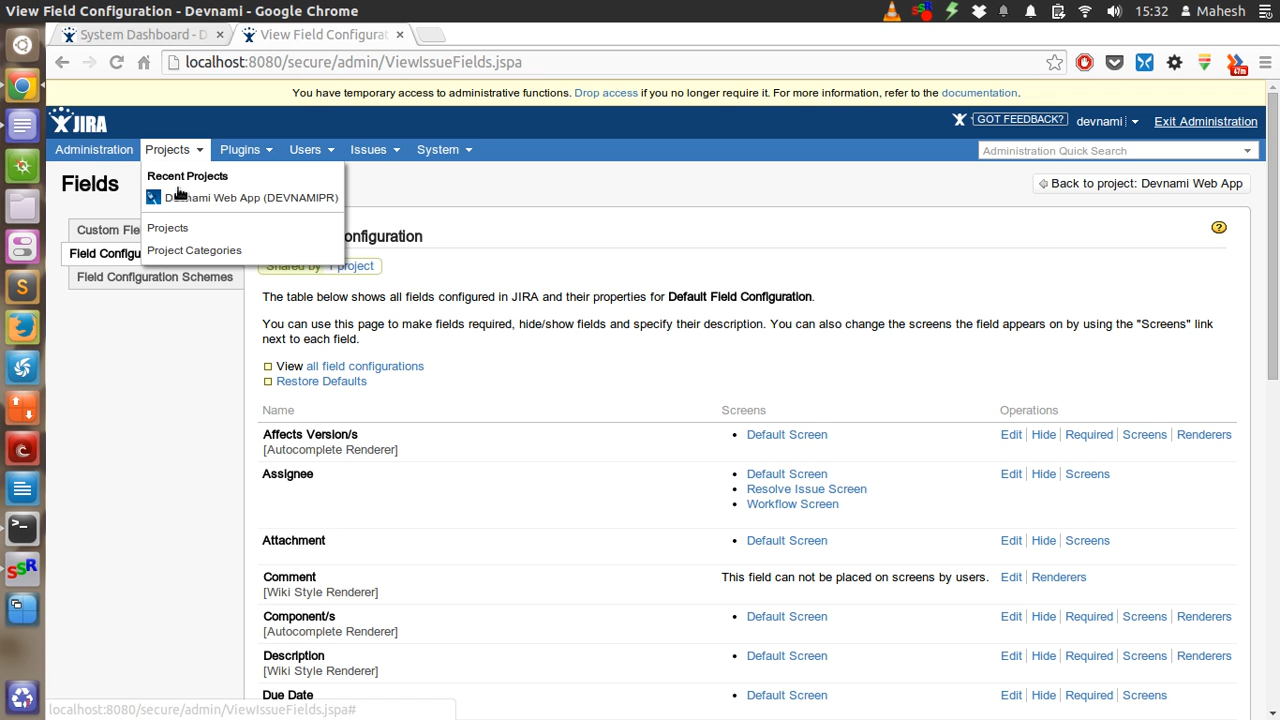 View Field Configuration - Devnami - Google Chrome
15:32 Mahesh
System Dashboard - D
View Field Configurat
localhost:8080/secure/admin/ViewIssueFields.jspa
You have temporary access to administrative functions. Drop access if you no longer require it. For more information, refer to the documentation.
JIRA
GOT FEEDBACK?
devnami
Exit Administration
Administration Projects Plugins Users Issues System
Administration Quick Search
Recent Projects
Fields
Back to project: Devnami Web App
Web App (DEVNAMIPR)
Projects
Project Categories
Custom Fie
Field Configu
onfiguration
Field Configuration Schemes
Shared by 1 project
The table below shows all fields configured in JIRA and their properties for Default Field Configuration.
You can use this page to make fields required, hide/show fields and specify their description. You can also change the screens the field appears on by using the "Screens" link
next to each field.
View all field configurations
Restore Defaults
Name Screens Operations
Affects Version/s • Default Screen Edit Hide Required Screens Renderers
[Autocomplete Renderer]
Assignee • Default Screen Edit Hide Screens
• Resolve Issue Screen
• Workflow Screen
Attachment • Default Screen Edit Hide Screens
Comment This field can not be placed on screens by users. Edit Renderers
[Wiki Style Renderer]
Component/s • Default Screen Edit Hide Required Screens Renderers
[Autocomplete Renderer]
Description • Default Screen Edit Hide Required Screens Renderers
[Wiki Style Renderer]
Due Date • Default Screen Edit Hide Required Screens
localhost:8080/secure/admin/ViewIssueFields.jspa#